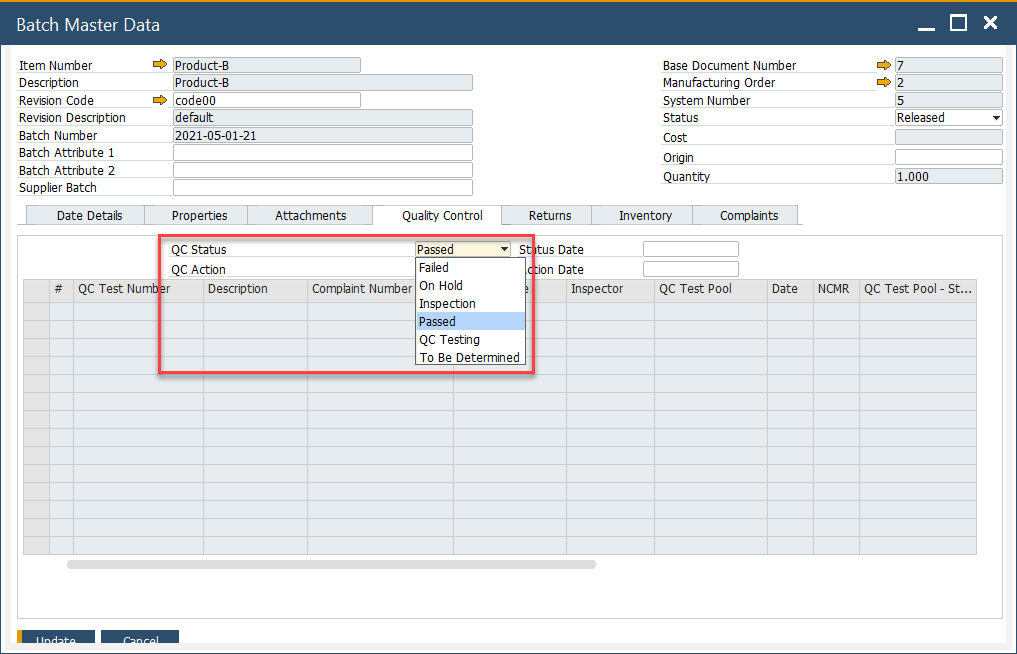 Batch Master Data
Item Number Product-B Base Document Number 7
Description Product-B Manufacturing Order 2
Revision Code code00 System Number 5
Revision Description default Status Released
Batch Number 2021-05-01-21 Cost
Batch Attribute 1 Origin
Batch Attribute 2 Quantity 1.000
Supplier Batch
Date Details Properties Attachments Quality Control Returns Inventory Complaints
QC Status Passed Status Date
QC Action Failed Date
On Hold
# QC Test Number Description Complaint Number Inspector QC Test Pool Date NCMR QC Test Pool - St...
Inspection
Passed
QC Testing
To Be Determined
Update Cancel